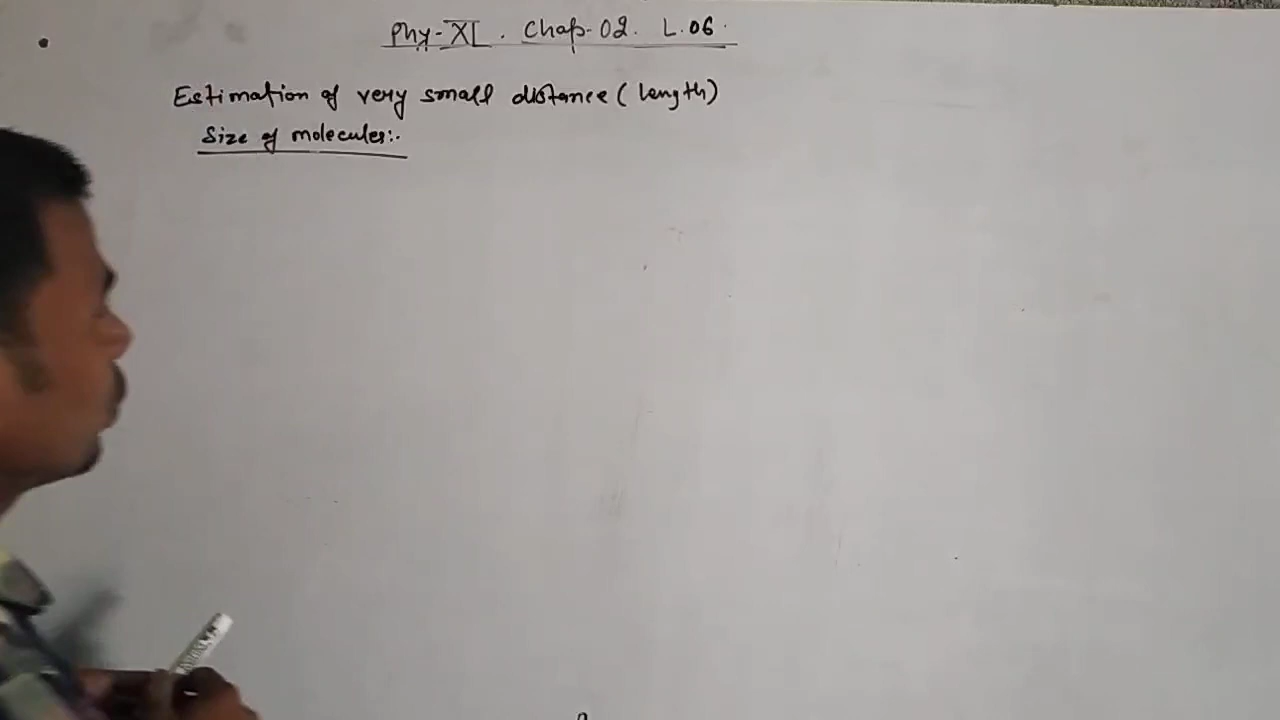 Phy-XI. Chap-02. L.06.
Estimation of very small distance (length)
Size of molecules:-